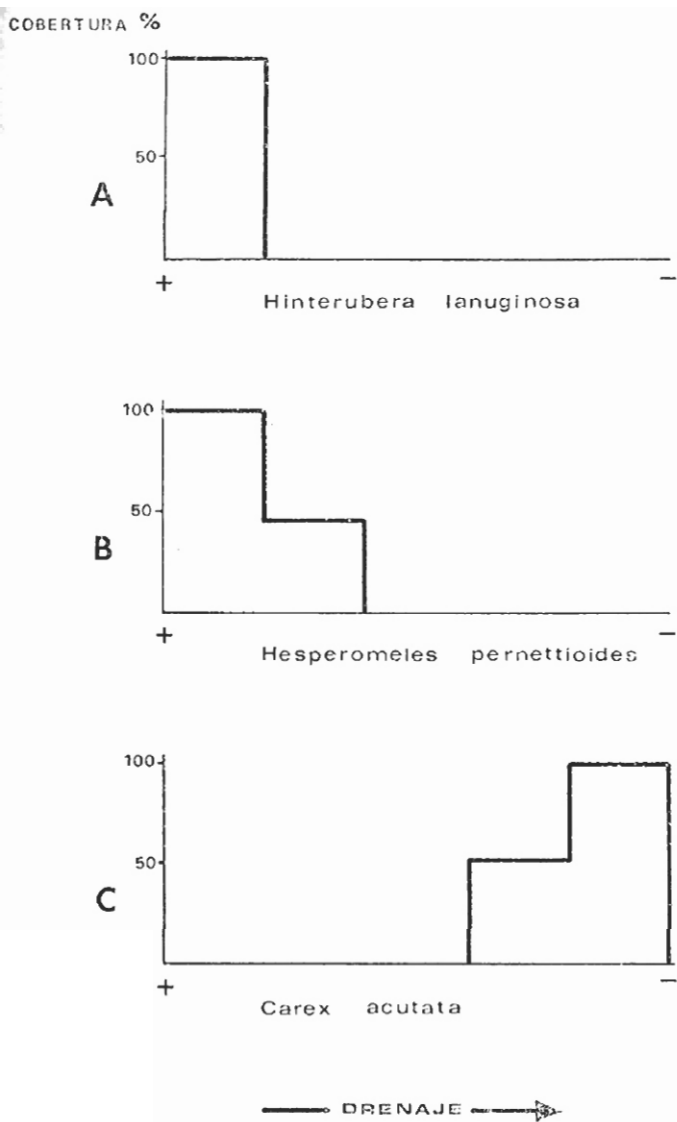 COBERTURA %
100
50
A
+ −
Hinterubera lanuginosa
100
50
B
+ −
Hesperomeles pernettioides
100
50
C
+ −
Carex acutata
DRENAJE